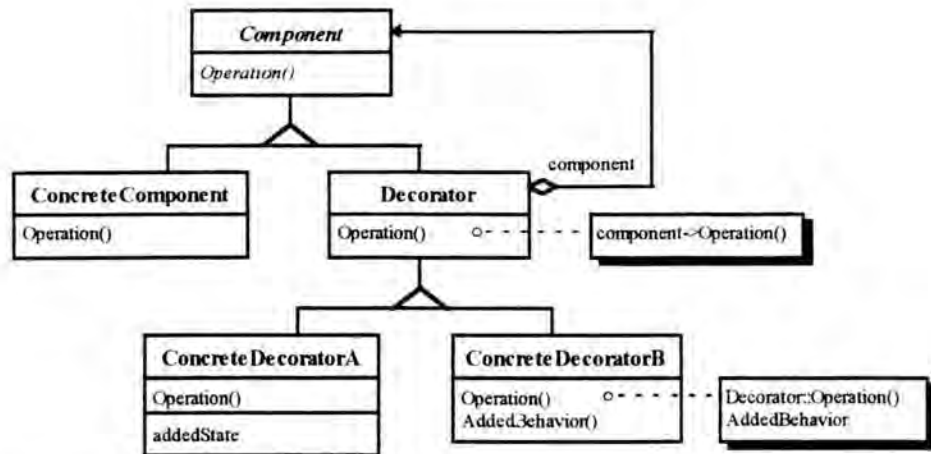 Component
Operation()
component
ConcreteComponent
Operation()
Decorator
Operation()
component->Operation()
ConcreteDecoratorA
Operation()
addedState
ConcreteDecoratorB
Operation()
AddedBehavior()
Decorator::Operation()
AddedBehavior